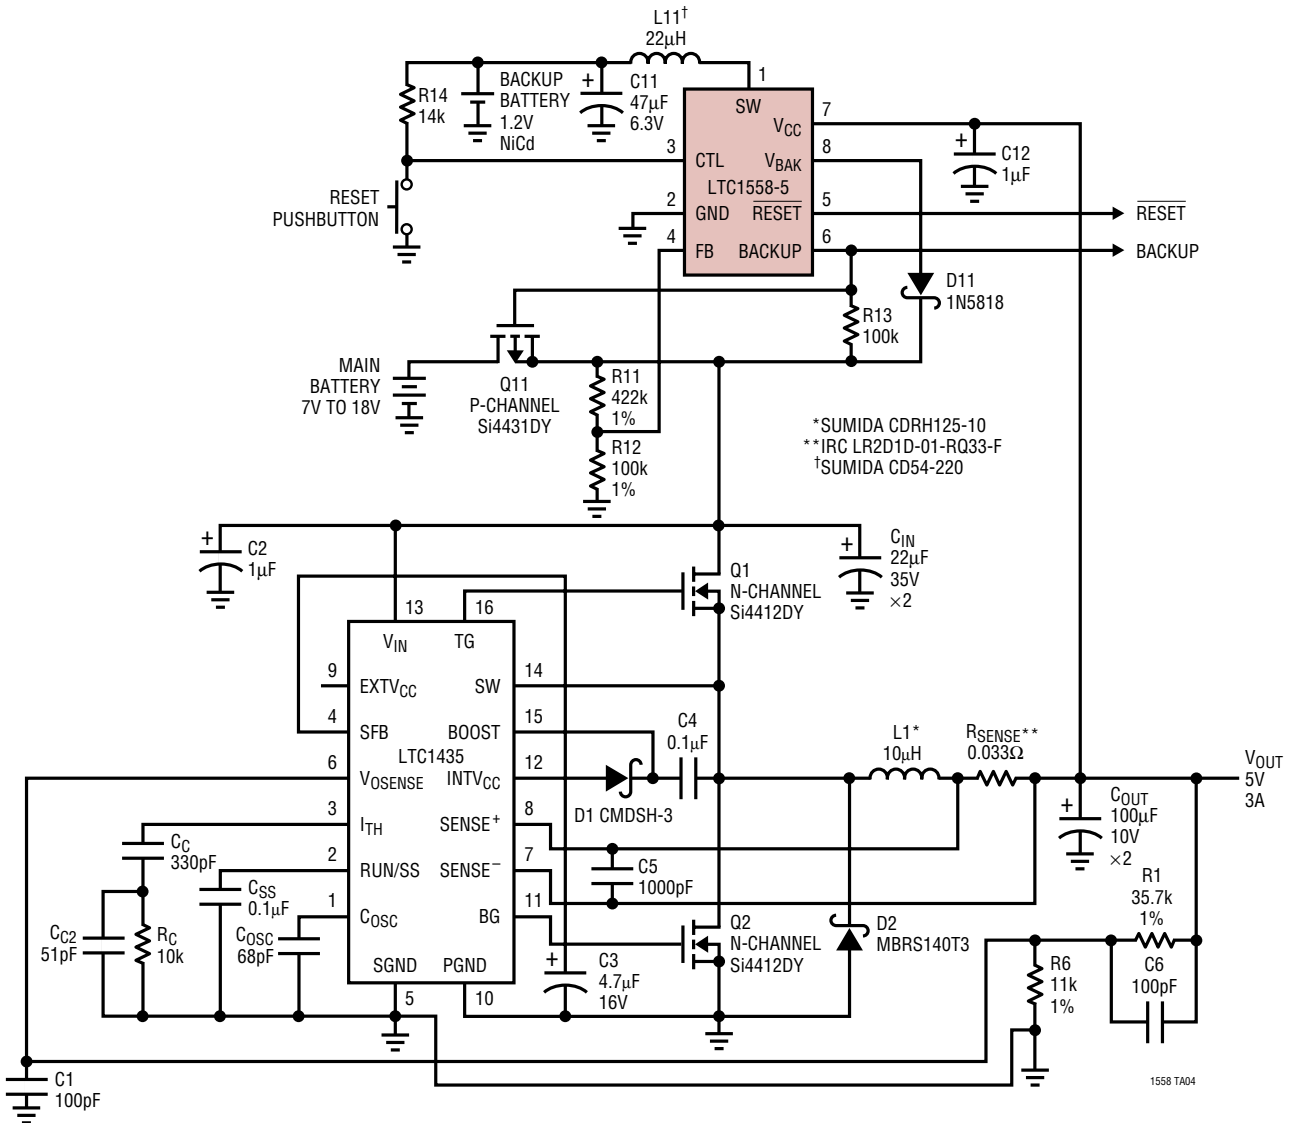 L11†
22μH
R14
14k
BACKUP
BATTERY
1.2V
NiCd
+
C11
47μF
6.3V
1
SW
7
VCC
3
CTL
8
VBAK
LTC1558-5
2
GND
5
RESET
4
FB
6
BACKUP
+
C12
1μF
RESET
BACKUP
RESET
PUSHBUTTON
D11
1N5818
R13
100k
MAIN
BATTERY
7V TO 18V
Q11
P-CHANNEL
Si4431DY
R11
422k
1%
R12
100k
1%
*SUMIDA CDRH125-10
**IRC LR2D1D-01-RQ33-F
†SUMIDA CD54-220
+
C2
1μF
+
CIN
22μF
35V
×2
Q1
N-CHANNEL
Si4412DY
13
16
VIN
TG
9
EXTVCC
14
SW
4
SFB
15
BOOST
LTC1435
6
VOSENSE
12
INTVCC
3
ITH
8
SENSE+
2
RUN/SS
7
SENSE–
1
COSC
11
BG
SGND
PGND
5
10
C4
0.1μF
D1 CMDSH-3
L1*
10μH
RSENSE**
0.033Ω
VOUT
5V
3A
+
COUT
100μF
10V
×2
C5
1000pF
CC
330pF
CSS
0.1μF
CC2
51pF
RC
10k
COSC
68pF
+
C3
4.7μF
16V
Q2
N-CHANNEL
Si4412DY
D2
MBRS140T3
R1
35.7k
1%
R6
11k
1%
C6
100pF
C1
100pF
1558 TA04